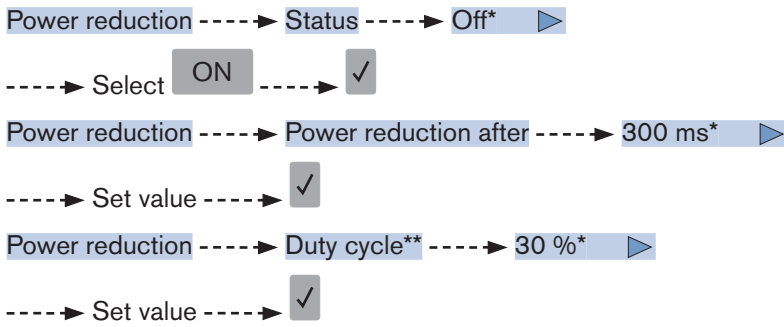 Power reduction Status Off*
Select ON ✓
Power reduction Power reduction after 300 ms*
Set value ✓
Power reduction Duty cycle** 30 %*
Set value ✓